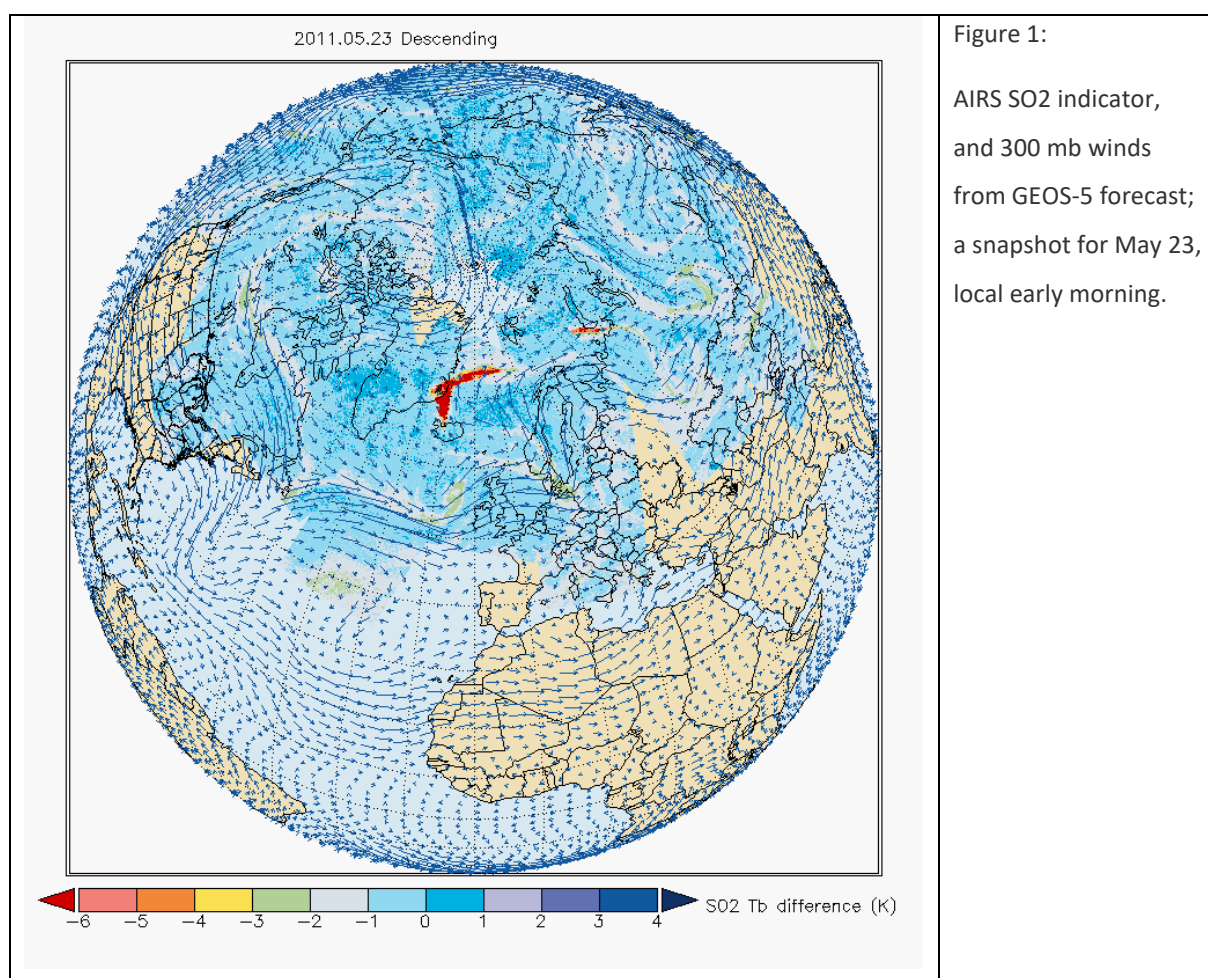 2011.05.23 Descending
-6 -5 -4 -3 -2 -1 0 1 2 3 4
SO2 Tb difference (K)
Figure 1:
AIRS SO2 indicator,
and 300 mb winds
from GEOS-5 forecast;
a snapshot for May 23,
local early morning.